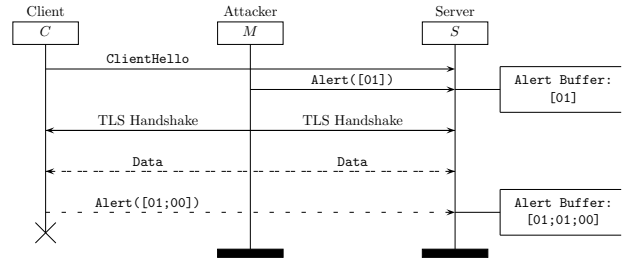 Client
Attacker
Server
C
M
S
ClientHello
Alert([01])
Alert Buffer:
[01]
TLS Handshake
TLS Handshake
Data
Data
Alert([01;00])
Alert Buffer:
[01;01;00]